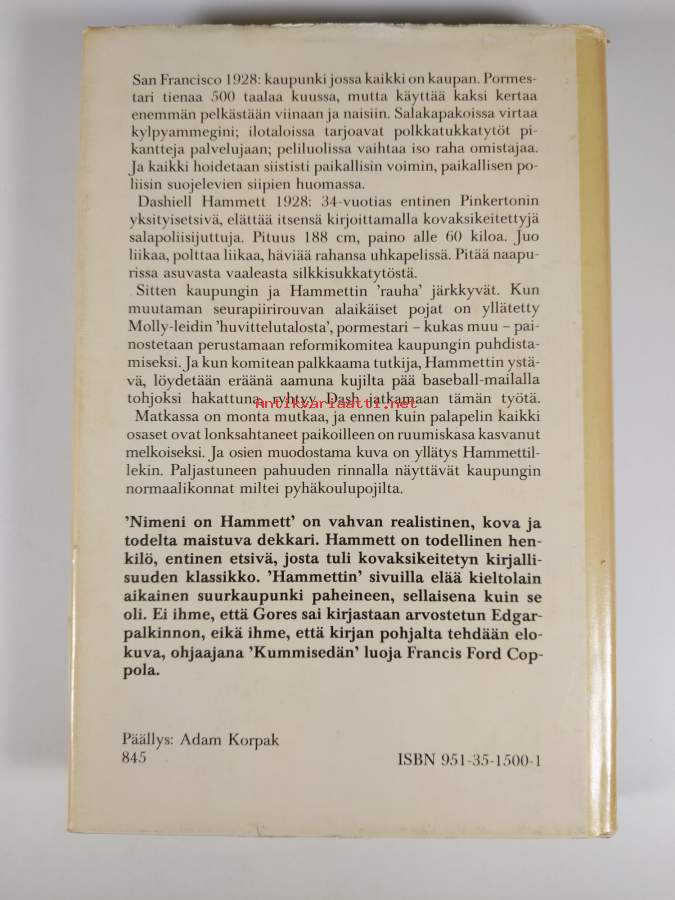 San Francisco 1928: kaupunki jossa kaikki on kaupan. Pormes-
tari tienaa 500 taalaa kuussa, mutta käyttää kaksi kertaa
enemmän pelkästään viinaan ja naisiin. Salakapakoissa virtaa
kylpyammegini; ilotaloissa tarjoavat polkkatukkatytöt pi-
kantteja palvelujaan; peliluolissa vaihtaa iso raha omistajaa.
Ja kaikki hoidetaan siististi paikallisin voimin, paikallisen po-
liisin suojelevien siipien huomassa.
Dashiell Hammett 1928: 34-vuotias entinen Pinkertonin
yksityisetsivä, elättää itsensä kirjoittamalla kovaksikeitettyjä
salapoliisijuttuja. Pituus 188 cm, paino alle 60 kiloa. Juo
liikaa, polttaa liikaa, häviää rahansa uhkapelissä. Pitää naapu-
rissa asuvasta vaaleasta silkkisukkatytöstä.
Sitten kaupungin ja Hammettin 'rauha' järkkyvät. Kun
muutaman seurapiirirouvan alaikäiset pojat on yllätetty
Molly-leidin 'huvittelutalosta', pormestari – kukas muu – pai-
nostetaan perustamaan reformikomitea kaupungin puhdista-
miseksi. Ja kun komitean palkkaama tutkija, Hammettin ystä-
vä, löydetään eräänä aamuna kujilta pää baseball-mailalla
tohjoksi hakattuna, ryhtyy Dash jatkamaan tämän työtä.
Antikvariaatti.net
Matkassa on monta mutkaa, ja ennen kuin palapelin kaikki
osaset ovat lonksahtaneet paikoilleen on ruumiskasa kasvanut
melkoiseksi. Ja osien muodostama kuva on yllätys Hammettil-
lekin. Paljastuneen pahuuden rinnalla näyttävät kaupungin
normaalikonnat miltei pyhäkoulupojilta.
'Nimeni on Hammett' on vahvan realistinen, kova ja
todelta maistuva dekkari. Hammett on todellinen hen-
kilö, entinen etsivä, josta tuli kovaksikeitetyn kirjalli-
suuden klassikko. 'Hammettin' sivuilla elää kieltolain
aikainen suurkaupunki paheineen, sellaisena kuin se
oli. Ei ihme, että Gores sai kirjastaan arvostetun Edgar-
palkinnon, eikä ihme, että kirjan pohjalta tehdään elo-
kuva, ohjaajana 'Kummisedän' luoja Francis Ford Cop-
pola.
Päällys: Adam Korpak
845
ISBN 951-35-1500-1